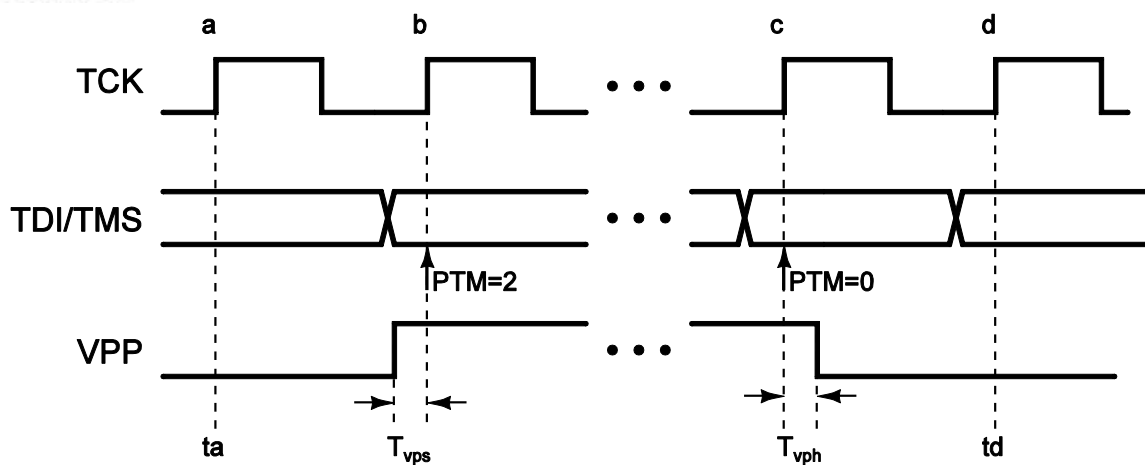 a b c d
TCK
TDI/TMS
PTM=2 PTM=0
VPP
ta Tvps Tvph td